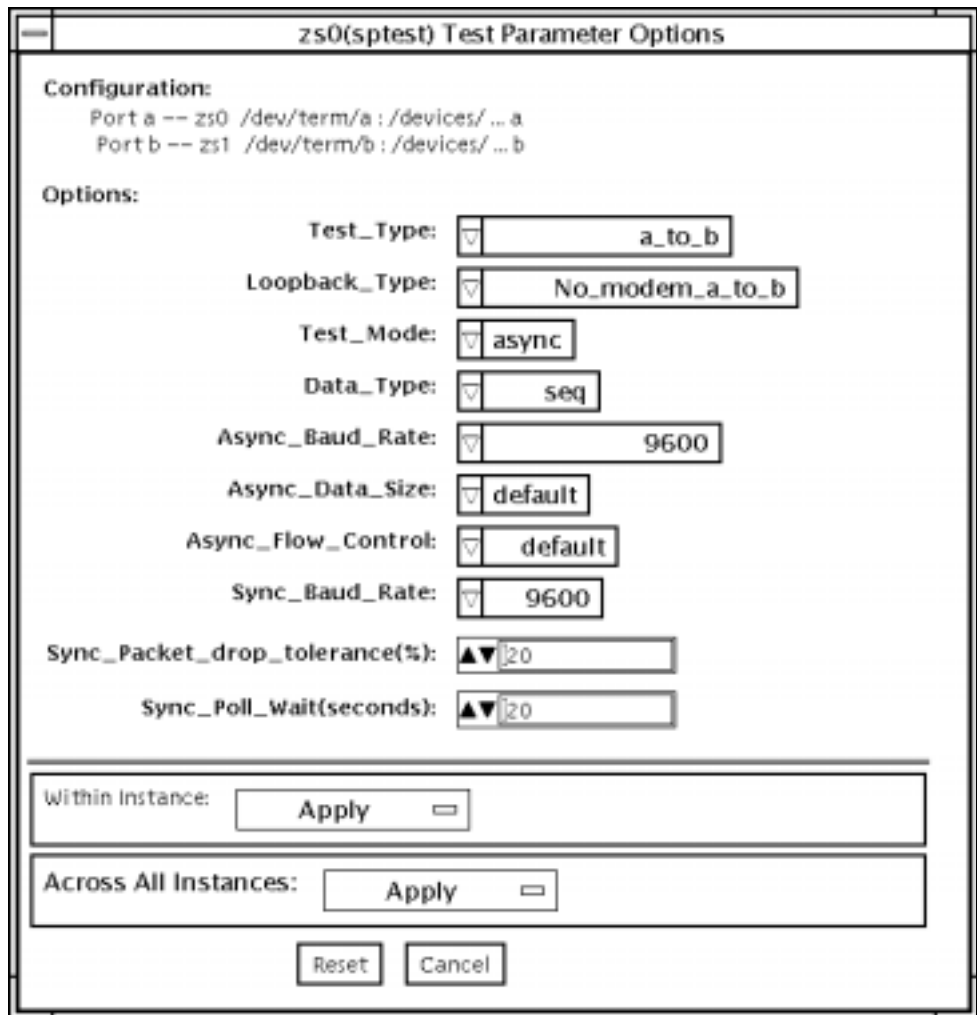 zs0(sptest) Test Parameter Options
Configuration:
Port a -- zs0 /dev/term/a : /devices/ ... a
Port b -- zs1 /dev/term/b : /devices/ ... b
Options:
Test_Type: a_to_b
Loopback_Type: No_modem_a_to_b
Test_Mode: async
Data_Type: seq
Async_Baud_Rate: 9600
Async_Data_Size: default
Async_Flow_Control: default
Sync_Baud_Rate: 9600
Sync_Packet_drop_tolerance(%): 20
Sync_Poll_Wait(seconds): 20
Within Instance: Apply
Across All Instances: Apply
Reset Cancel